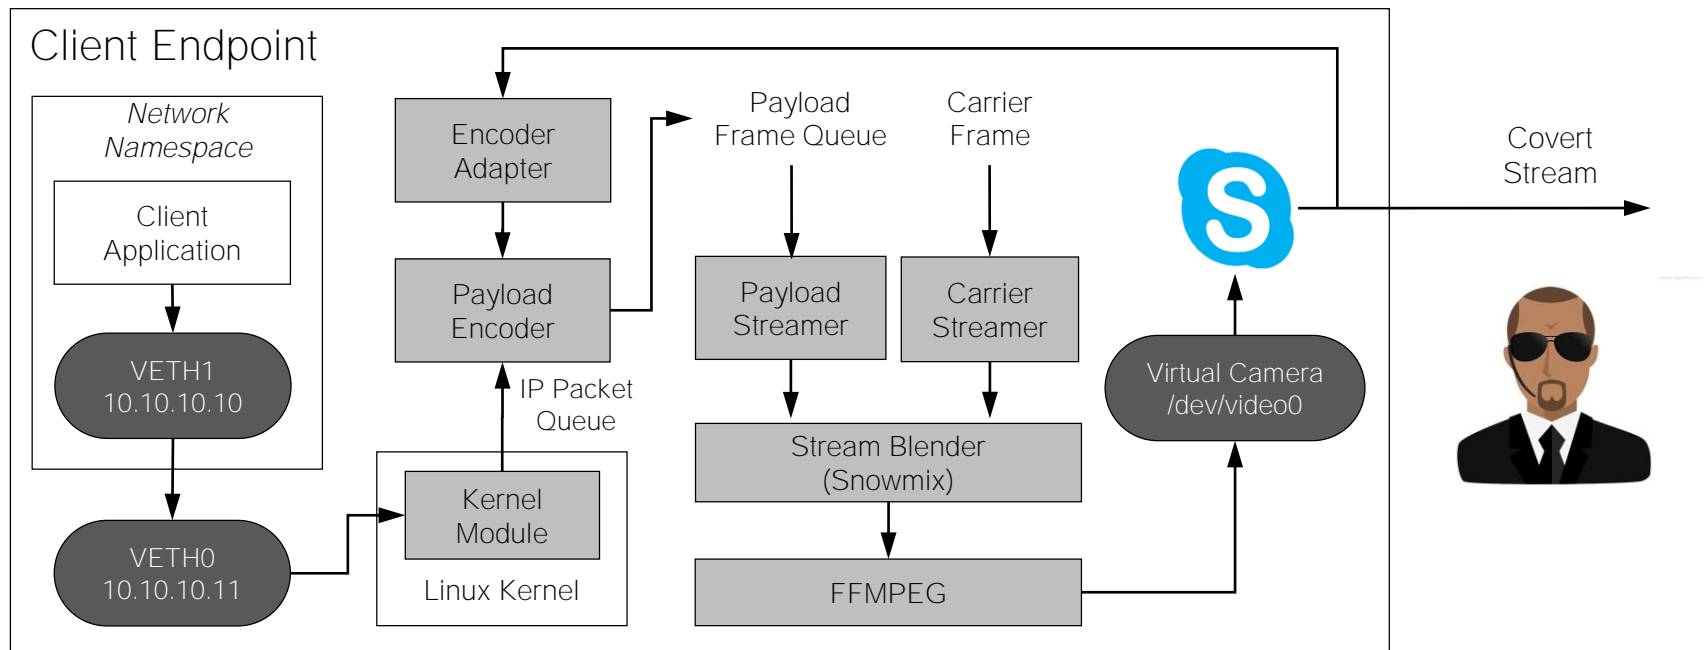 Client Endpoint
Network
Namespace
Client
Application
VETH1
10.10.10.10
VETH0
10.10.10.11
Encoder
Adapter
Payload
Encoder
IP Packet
Queue
Kernel
Module
Linux Kernel
Payload
Frame Queue
Carrier
Frame
Payload
Streamer
Carrier
Streamer
Stream Blender
(Snowmix)
FFMPEG
S
Virtual Camera
/dev/video0
Covert
Stream